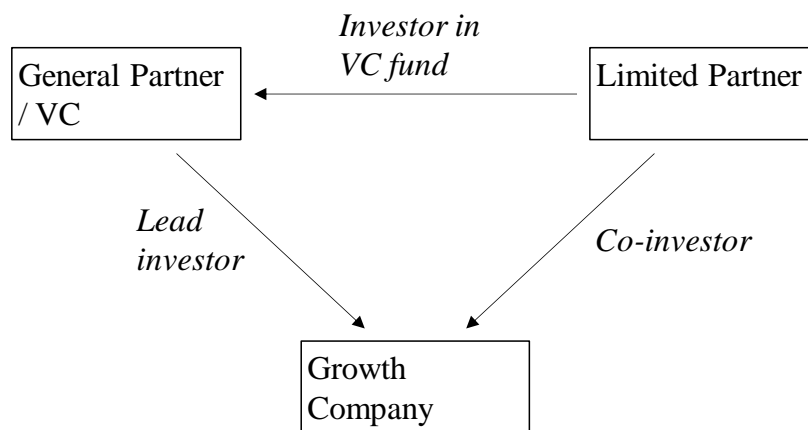 Investor in
VC fund
General Partner
/ VC
Limited Partner
Lead
investor
Co-investor
Growth
Company